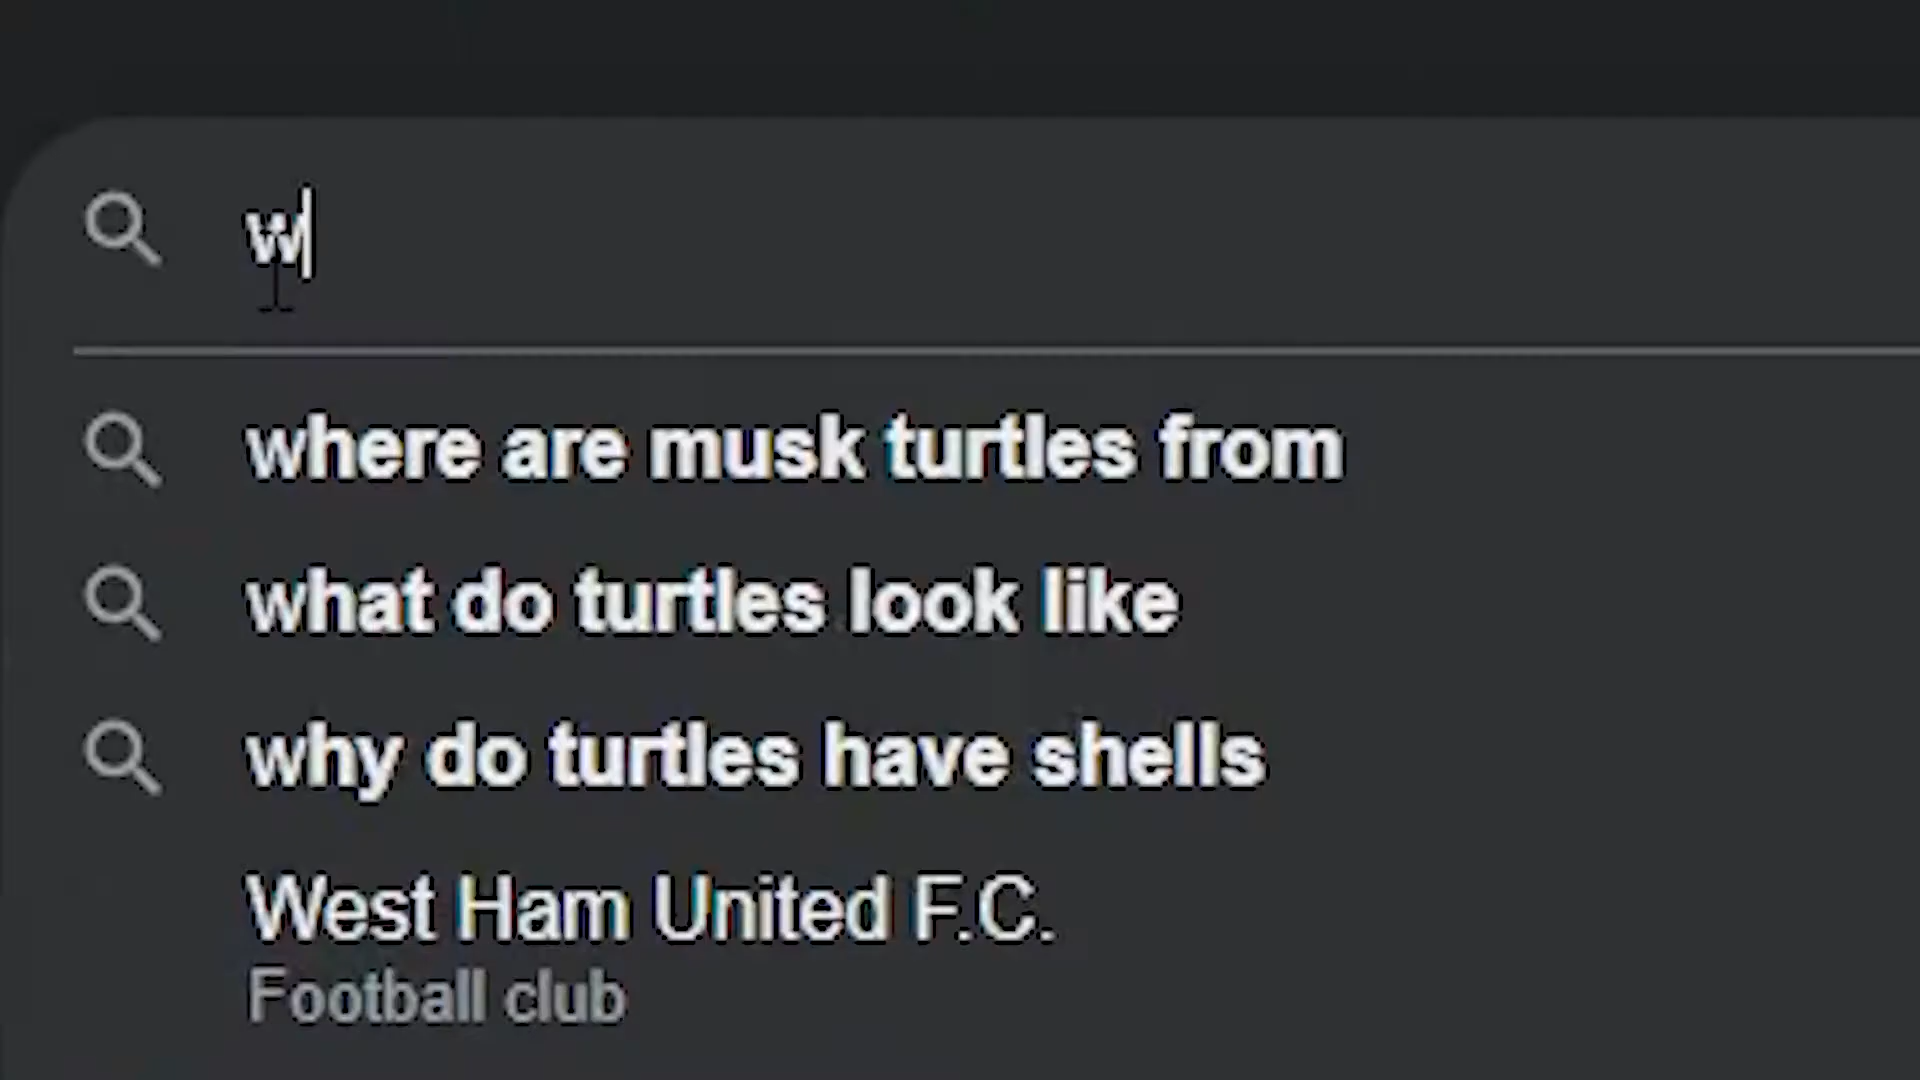 w
where are musk turtles from
what do turtles look like
why do turtles have shells
West Ham United F.C.
Football club